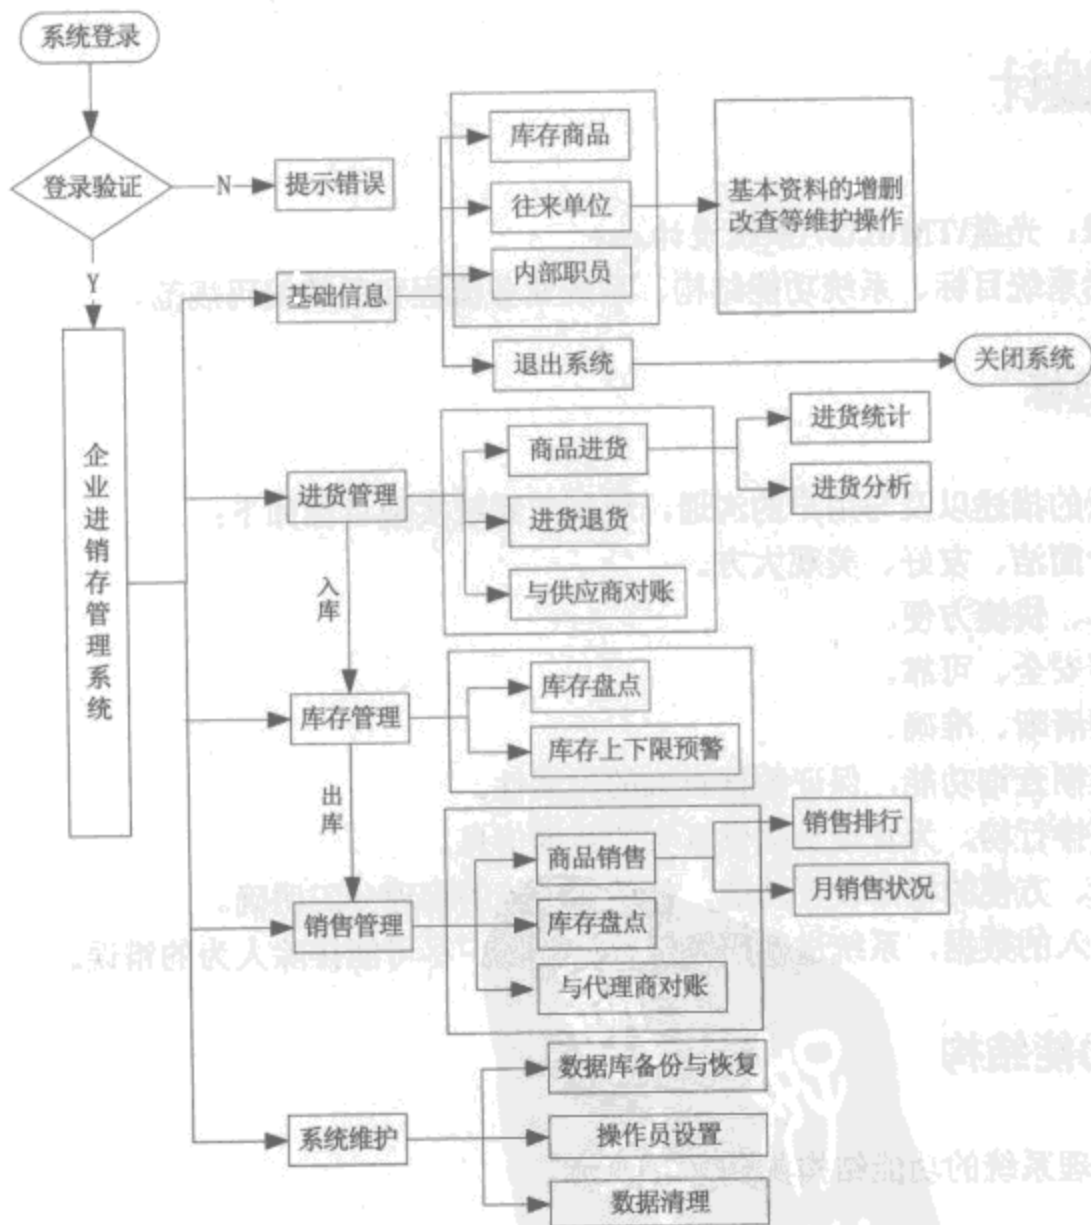 系统登录
登录验证
N
提示错误
Y
企业进销存管理系统
基础信息
库存商品
往来单位
内部职员
基本资料的增删
改查等维护操作
退出系统
关闭系统
进货管理
商品进货
进货统计
进货分析
进货退货
与供应商对账
入库
库存管理
库存盘点
库存上下限预警
出库
销售管理
商品销售
销售排行
月销售状况
库存盘点
与代理商对账
系统维护
数据库备份与恢复
操作员设置
数据清理